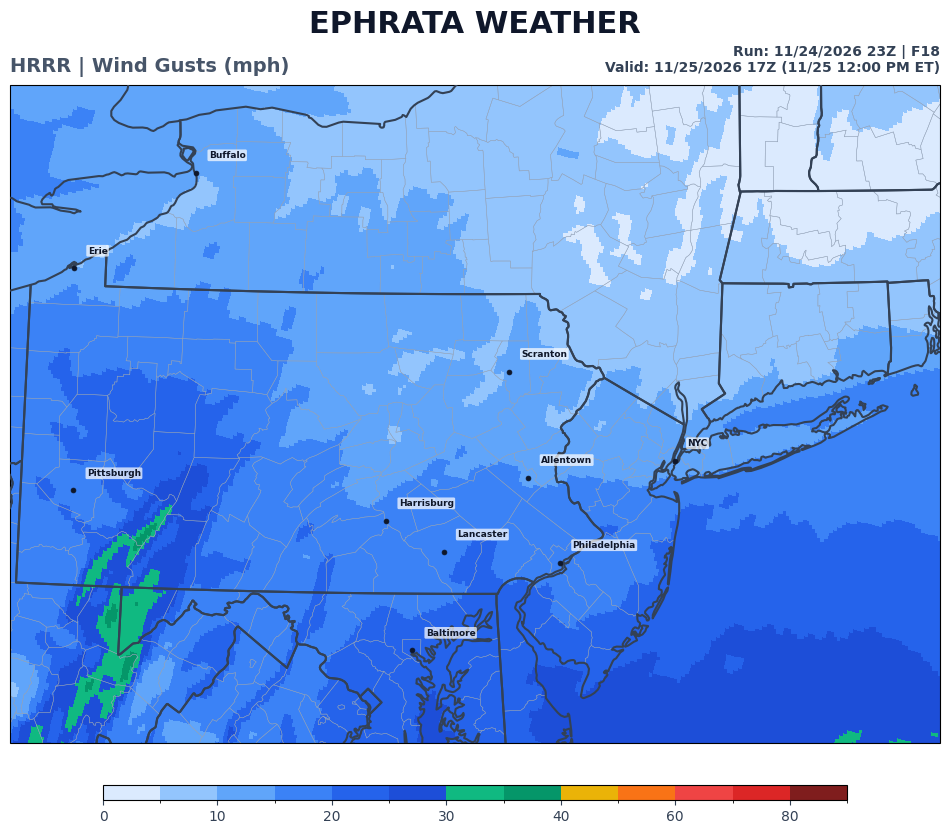 EPHRATA WEATHER
HRRR | Wind Gusts (mph)
Run: 11/24/2026 23Z | F18
Valid: 11/25/2026 17Z (11/25 12:00 PM ET)
Buffalo
Erie
Scranton
NYC
Allentown
Pittsburgh
Harrisburg
Lancaster
Philadelphia
Baltimore
0 10 20 30 40 50 60 70 80